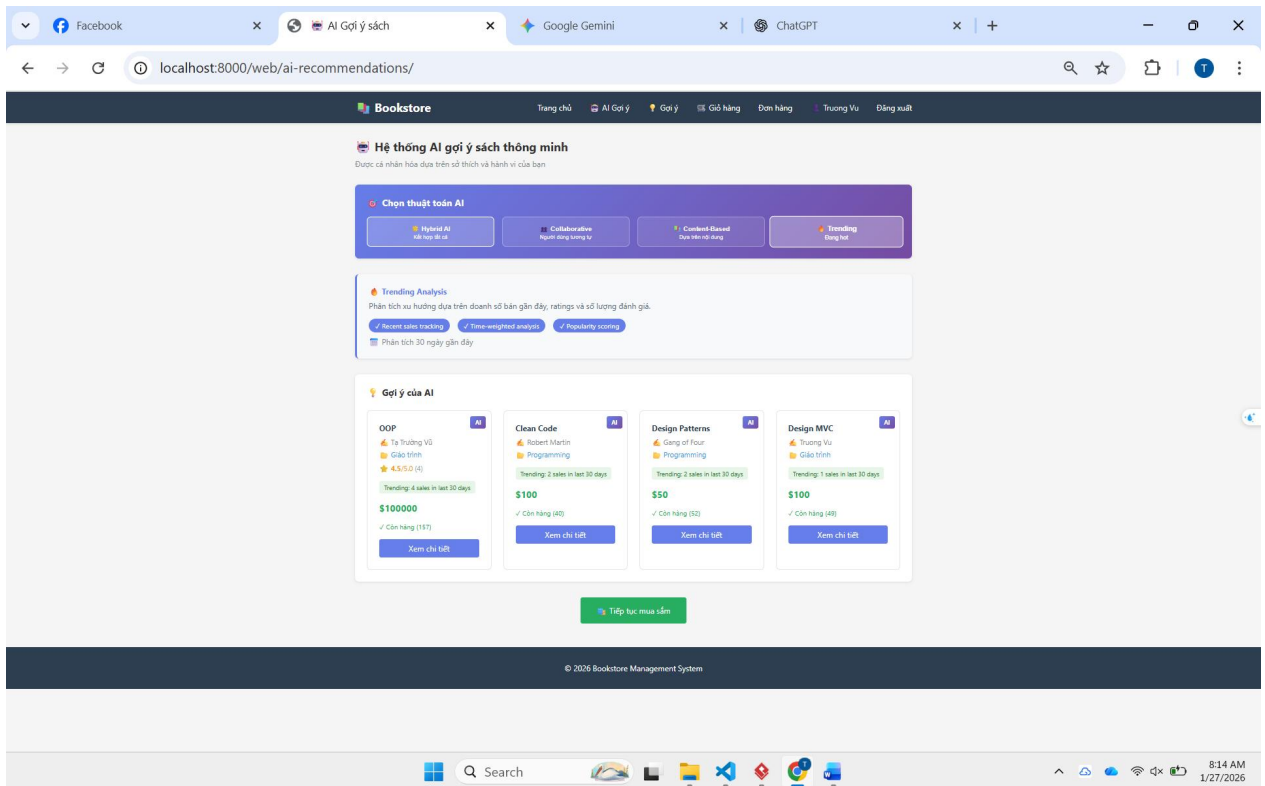 Facebook
AI Gợi ý sách
Google Gemini
ChatGPT
localhost:8000/web/ai-recommendations/
T
Bookstore
Trang chủ AI Gợi ý Gợi ý Giỏ hàng Đơn hàng Truong Vu Đăng xuất
Hệ thống AI gợi ý sách thông minh
Được cá nhân hóa dựa trên sở thích và hành vi của bạn
Chọn thuật toán AI
Hybrid AI
Kết hợp tất cả
Collaborative
Người dùng tương tự
Content-Based
Dựa trên nội dung
Trending
Đang hot
Trending Analysis
Phân tích xu hướng dựa trên doanh số bán gần đây, ratings và số lượng đánh giá.
✓ Recent sales tracking ✓ Time-weighted analysis ✓ Popularity scoring
Phân tích 30 ngày gần đây
Gợi ý của AI
AI
OOP
Tạ Trường Vũ
Giáo trình
4.5/5.0 (4)
Trending: 4 sales in last 30 days
$100000
✓ Còn hàng (157)
Xem chi tiết
AI
Clean Code
Robert Martin
Programming
Trending: 2 sales in last 30 days
$100
✓ Còn hàng (40)
Xem chi tiết
AI
Design Patterns
Gang of Four
Programming
Trending: 2 sales in last 30 days
$50
✓ Còn hàng (52)
Xem chi tiết
AI
Design MVC
Truong Vu
Giáo trình
Trending: 1 sales in last 30 days
$100
✓ Còn hàng (49)
Xem chi tiết
Tiếp tục mua sắm
© 2026 Bookstore Management System
Search
8:14 AM
1/27/2026